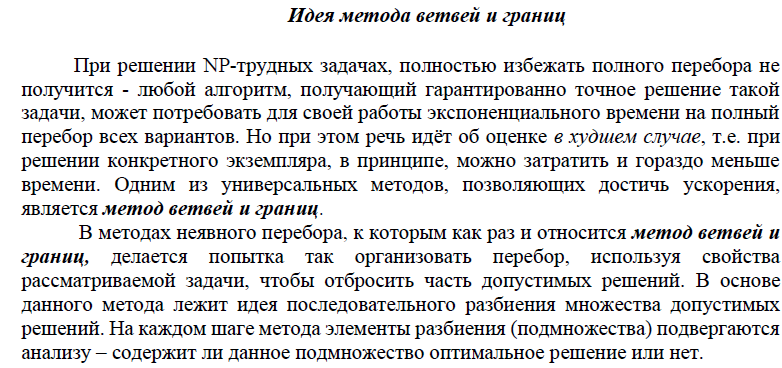 Идея метода ветвей и границ
При решении NP-трудных задачах, полностью избежать полного перебора не
получится - любой алгоритм, получающий гарантированно точное решение такой
задачи, может потребовать для своей работы экспоненциального времени на полный
перебор всех вариантов. Но при этом речь идёт об оценке в худшем случае, т.е. при
решении конкретного экземпляра, в принципе, можно затратить и гораздо меньше
времени. Одним из универсальных методов, позволяющих достичь ускорения,
является метод ветвей и границ.
В методах неявного перебора, к которым как раз и относится метод ветвей и
границ, делается попытка так организовать перебор, используя свойства
рассматриваемой задачи, чтобы отбросить часть допустимых решений. В основе
данного метода лежит идея последовательного разбиения множества допустимых
решений. На каждом шаге метода элементы разбиения (подмножества) подвергаются
анализу – содержит ли данное подмножество оптимальное решение или нет.